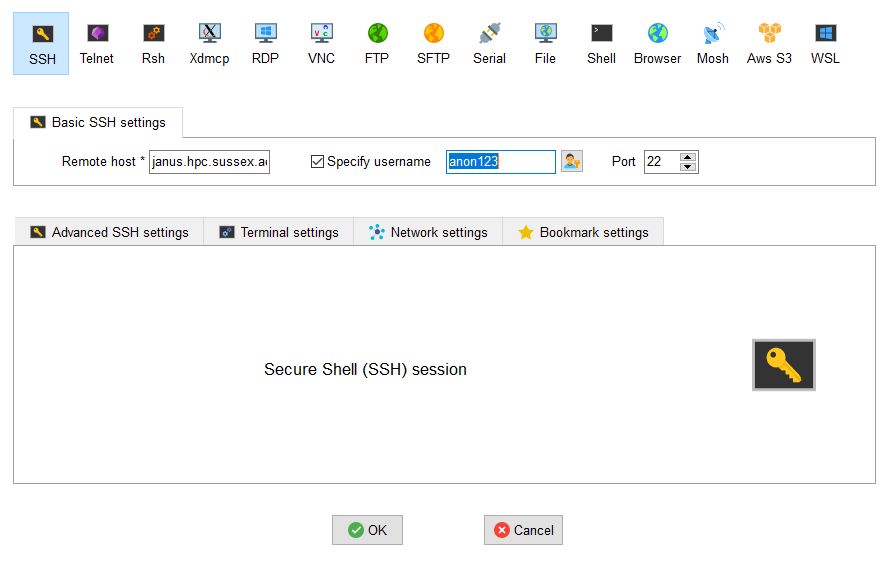 SSH Telnet Rsh Xdmcp RDP VNC FTP SFTP Serial File Shell Browser Mosh Aws S3 WSL
Basic SSH settings
Remote host * janus.hpc.sussex.ac Specify username anon123 Port 22
Advanced SSH settings Terminal settings Network settings Bookmark settings
Secure Shell (SSH) session
OK Cancel